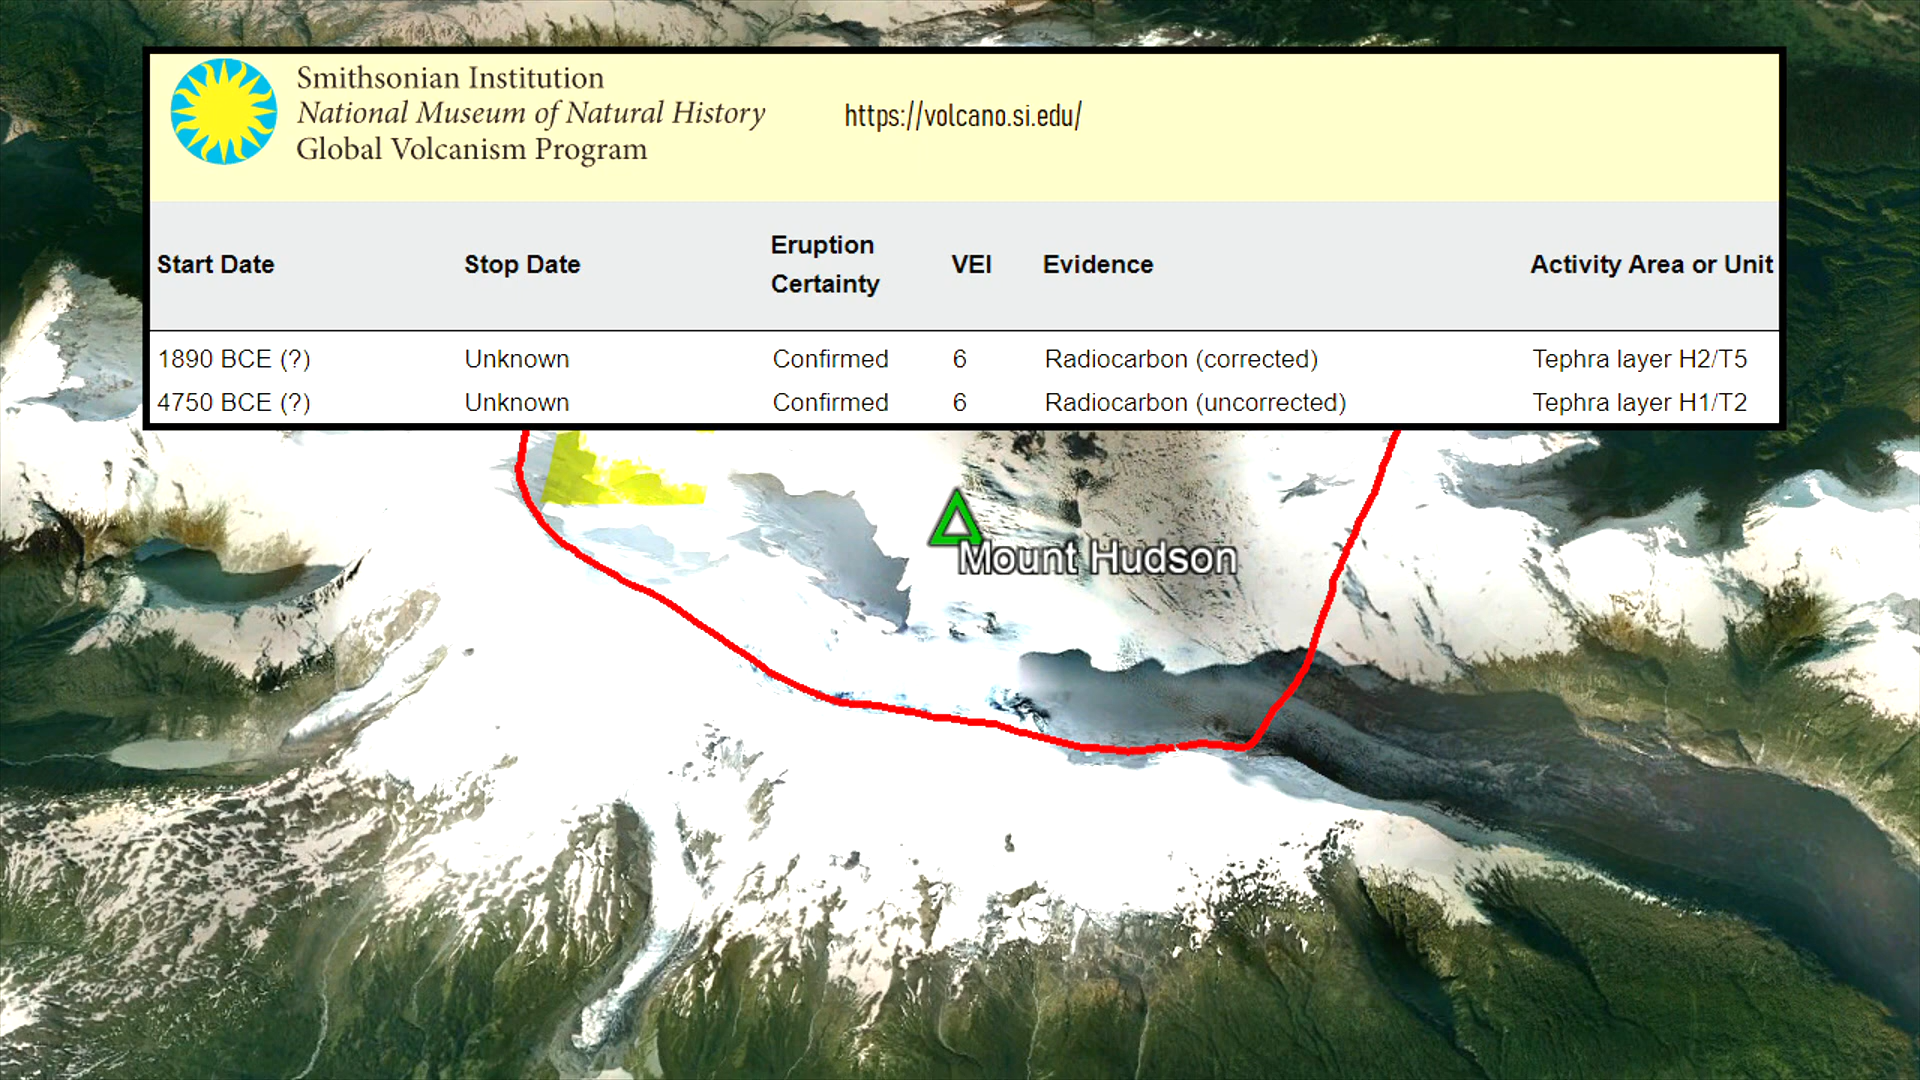 Smithsonian Institution
National Museum of Natural History
Global Volcanism Program
https://volcano.si.edu/
Start Date Stop Date Eruption Certainty VEI Evidence Activity Area or Unit
1890 BCE (?) Unknown Confirmed 6 Radiocarbon (corrected) Tephra layer H2/T5
4750 BCE (?) Unknown Confirmed 6 Radiocarbon (uncorrected) Tephra layer H1/T2
Mount Hudson